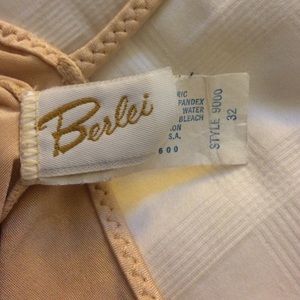 Berlei
RIC
PANDEX
WATER
BLEACH
ON
S.A.
600
STYLE 9000
32